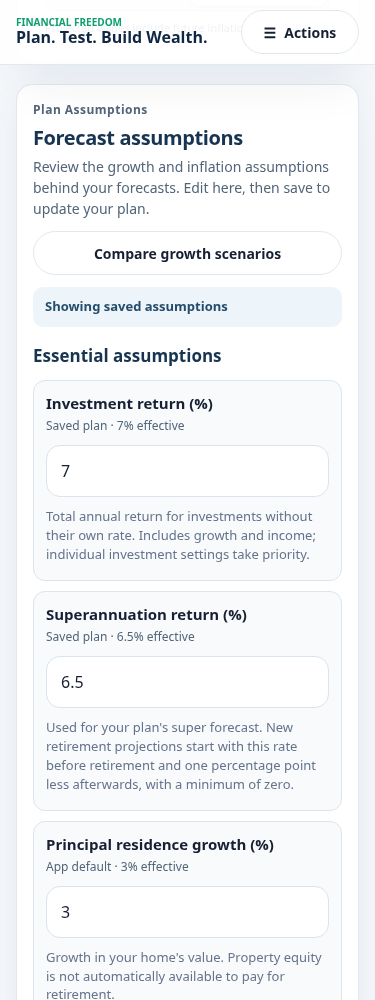 FINANCIAL FREEDOM
Plan. Test. Build Wealth.
☰ Actions
Plan Assumptions
Forecast assumptions
Review the growth and inflation assumptions
behind your forecasts. Edit here, then save to
update your plan.
Compare growth scenarios
Showing saved assumptions
Essential assumptions
Investment return (%)
Saved plan · 7% effective
7
Total annual return for investments without
their own rate. Includes growth and income;
individual investment settings take priority.
Superannuation return (%)
Saved plan · 6.5% effective
6.5
Used for your plan's super forecast. New
retirement projections start with this rate
before retirement and one percentage point
less afterwards, with a minimum of zero.
Principal residence growth (%)
App default · 3% effective
3
Growth in your home's value. Property equity
is not automatically available to pay for
retirement.